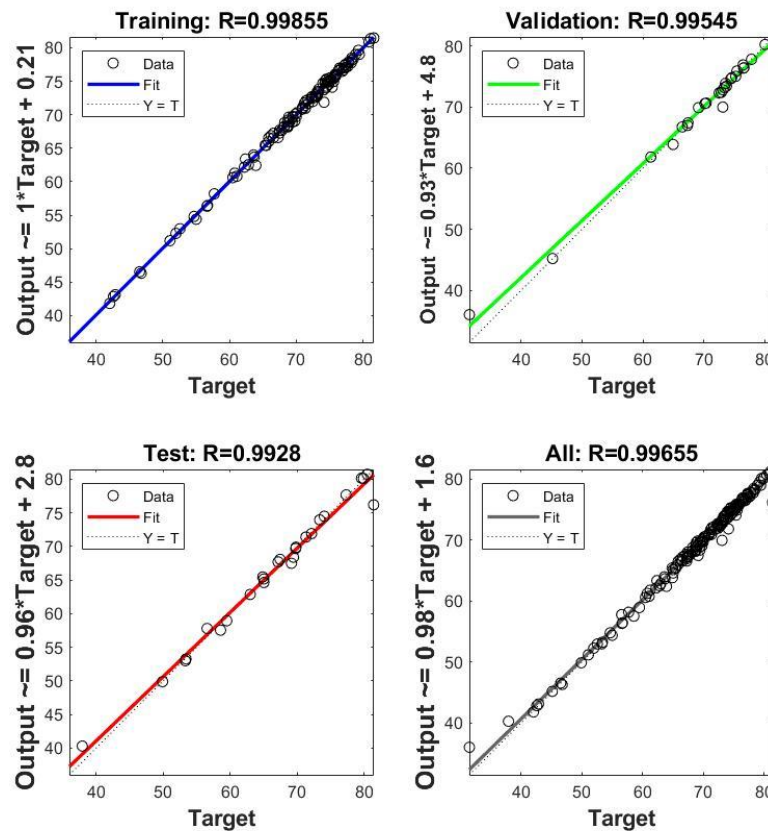 Training: R=0.99855
Output ~= 1*Target + 0.21
80
75
70
65
60
55
50
45
40
Data
Fit
Y = T
40 50 60 70 80
Target
Validation: R=0.99545
Output ~= 0.93*Target + 4.8
80
70
60
50
40
Data
Fit
Y = T
40 50 60 70 80
Target
Test: R=0.9928
Output ~= 0.96*Target + 2.8
80
75
70
65
60
55
50
45
40
Data
Fit
Y = T
40 50 60 70 80
Target
All: R=0.99655
Output ~= 0.98*Target + 1.6
80
70
60
50
40
Data
Fit
Y = T
40 50 60 70 80
Target